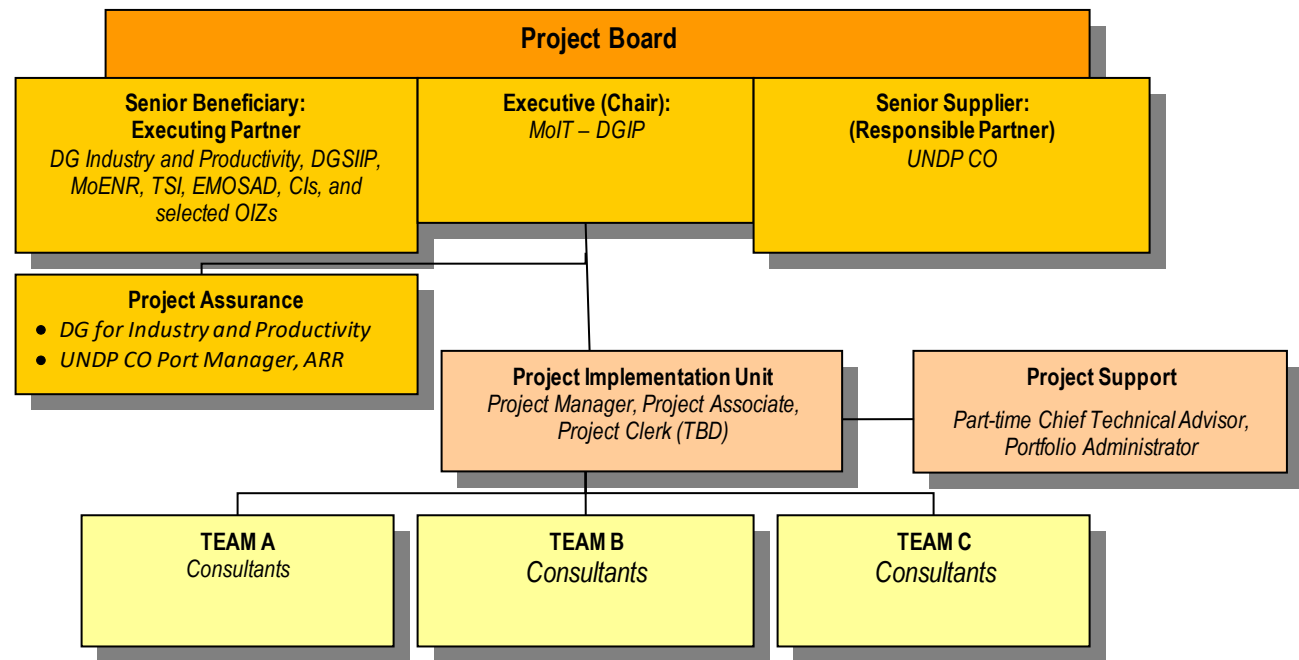 Project Board
Senior Beneficiary:
Executing Partner
DG Industry and Productivity, DGSIIP,
MoENR, TSI, EMOSAD, CIs, and
selected OIZs
Executive (Chair):
MoIT – DGIP
Senior Supplier:
(Responsible Partner)
UNDP CO
Project Assurance
● DG for Industry and Productivity
● UNDP CO Port Manager, ARR
Project Implementation Unit
Project Manager, Project Associate,
Project Clerk (TBD)
Project Support
Part-time Chief Technical Advisor,
Portfolio Administrator
TEAM A
Consultants
TEAM B
Consultants
TEAM C
Consultants